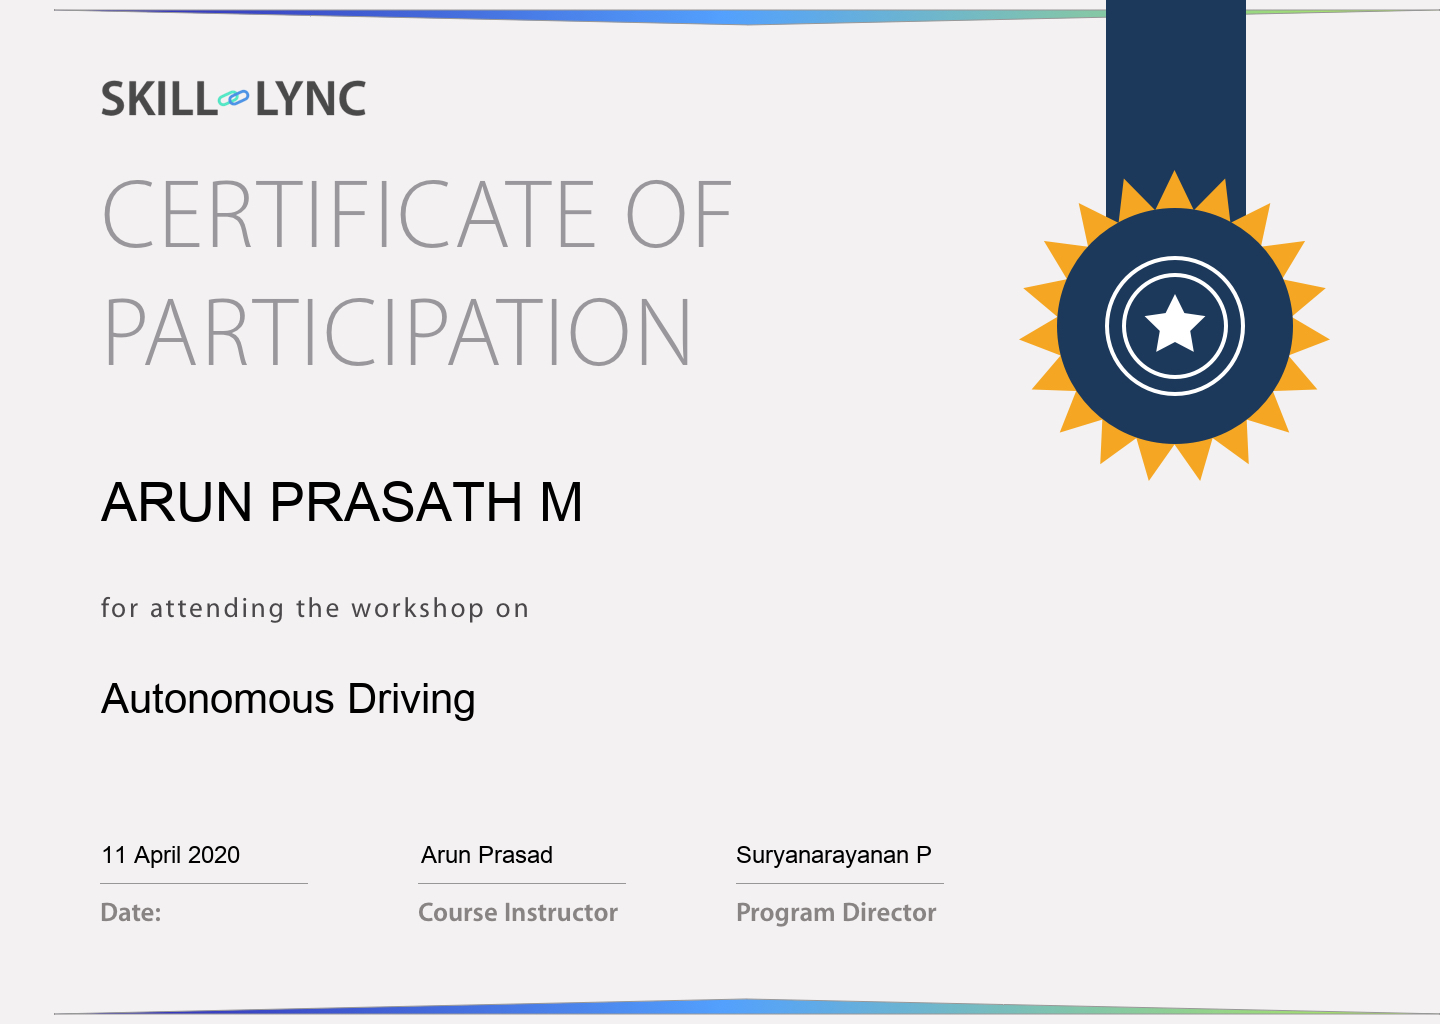 SKILL LYNC
CERTIFICATE OF
PARTICIPATION
ARUN PRASATH M
for attending the workshop on
Autonomous Driving
11 April 2020 Arun Prasad Suryanarayanan P
Date: Course Instructor Program Director